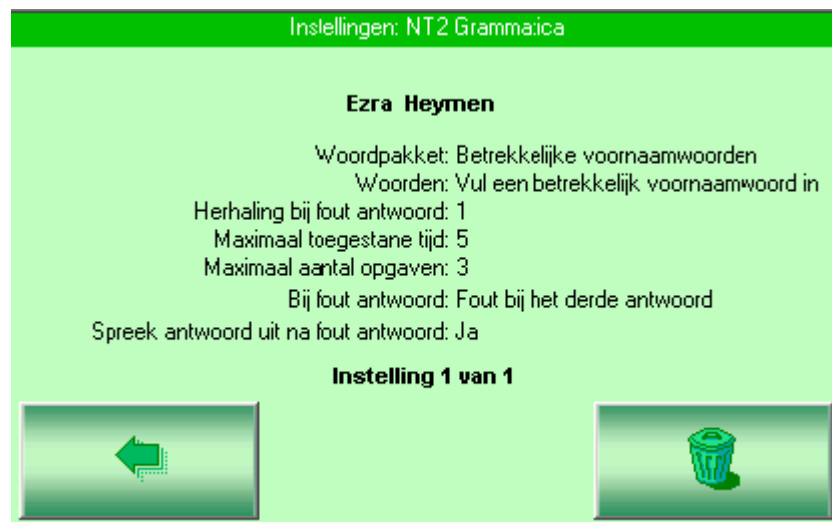 Instellingen: NT2 Grammatica
Ezra Heymen
Woordpakket: Betrekkelijke voornaamwoorden
Woorden: Vul een betrekkelijk voornaamwoord in
Herhaling bij fout antwoord: 1
Maximaal toegestane tijd: 5
Maximaal aantal opgaven: 3
Bij fout antwoord: Fout bij het derde antwoord
Spreek antwoord uit na fout antwoord: Ja
Instelling 1 van 1